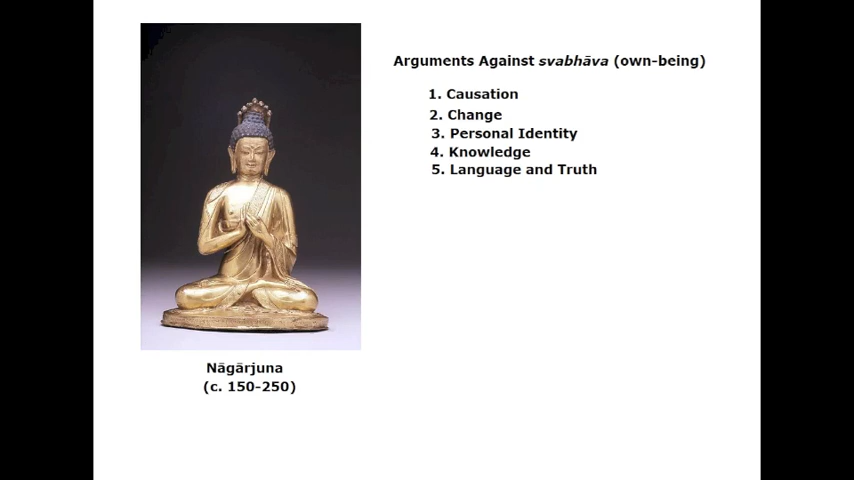 Arguments Against svabhāva (own-being)
1. Causation
2. Change
3. Personal Identity
4. Knowledge
5. Language and Truth
Nāgārjuna
(c. 150-250)